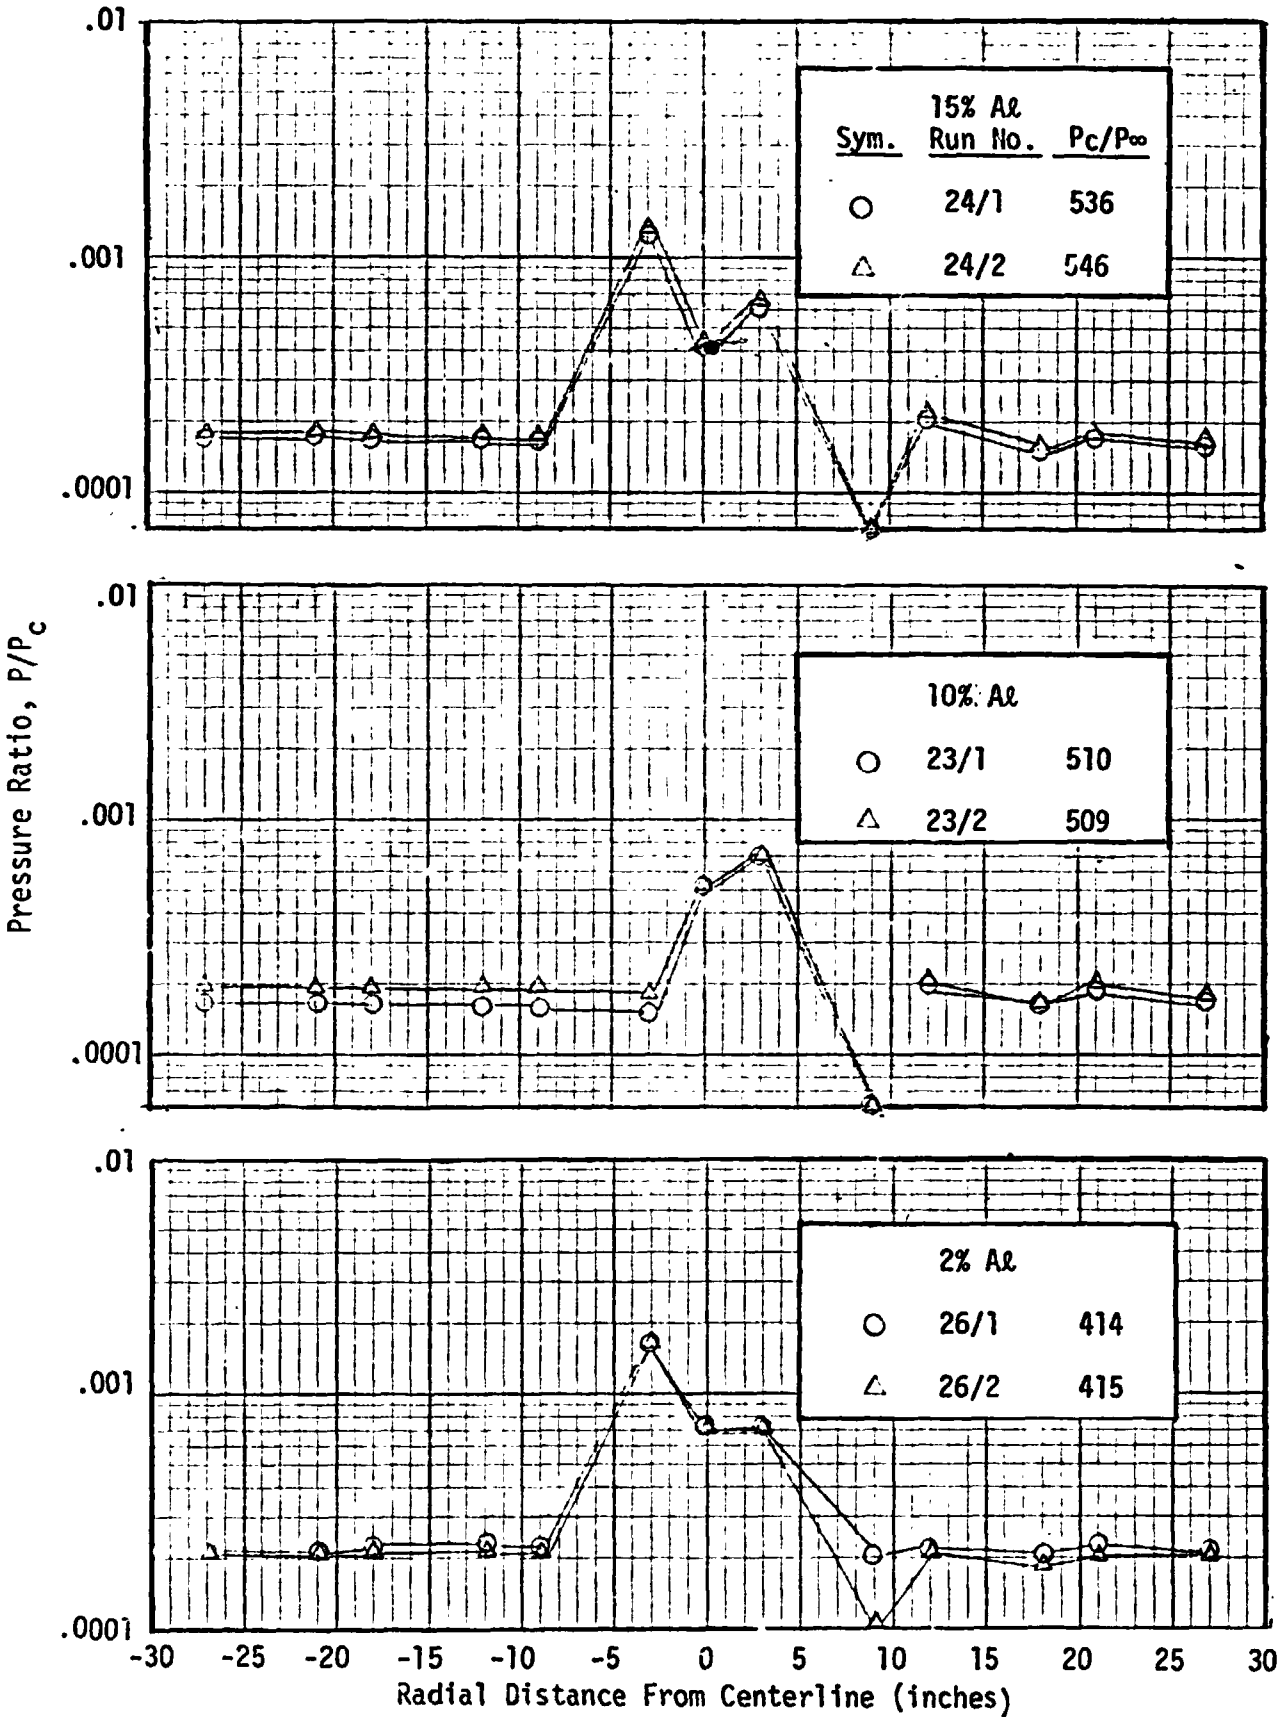 .01
15% Aℓ
Sym. Run No. Pc/P∞
24/1 536
24/2 546
.001
.0001
Pressure Ratio, P/Pc
.01
10% Aℓ
23/1 510
23/2 509
.001
.0001
.01
2% Aℓ
26/1 414
26/2 415
.001
.0001
-30 -25 -20 -15 -10 -5 0 5 10 15 20 25 30
Radial Distance From Centerline (inches)